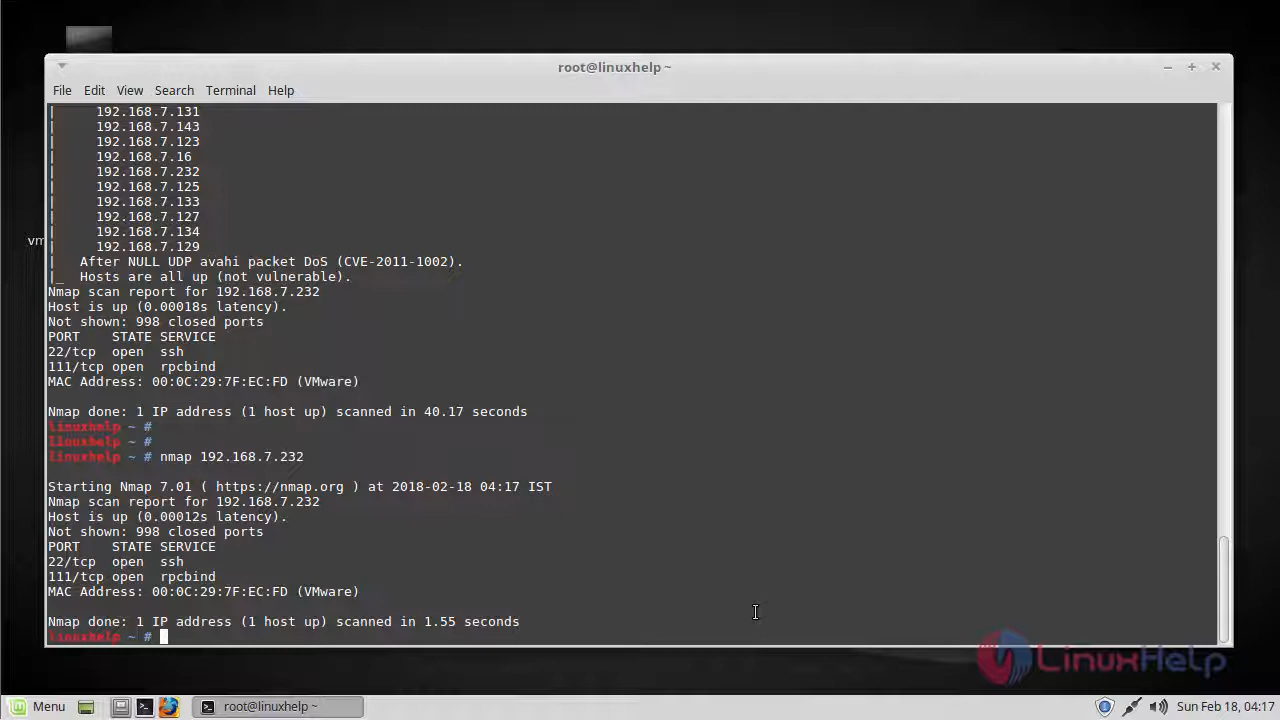 root@linuxhelp ~
File Edit View Search Terminal Help
| 192.168.7.131
| 192.168.7.143
| 192.168.7.123
| 192.168.7.16
| 192.168.7.232
| 192.168.7.125
| 192.168.7.133
| 192.168.7.127
| 192.168.7.134
| 192.168.7.129
| After NULL UDP avahi packet DoS (CVE-2011-1002).
|_ Hosts are all up (not vulnerable).
Nmap scan report for 192.168.7.232
Host is up (0.00018s latency).
Not shown: 998 closed ports
PORT STATE SERVICE
22/tcp open ssh
111/tcp open rpcbind
MAC Address: 00:0C:29:7F:EC:FD (VMware)
Nmap done: 1 IP address (1 host up) scanned in 40.17 seconds
linuxhelp ~ #
linuxhelp ~ #
linuxhelp ~ # nmap 192.168.7.232
Starting Nmap 7.01 ( https://nmap.org ) at 2018-02-18 04:17 IST
Nmap scan report for 192.168.7.232
Host is up (0.00012s latency).
Not shown: 998 closed ports
PORT STATE SERVICE
22/tcp open ssh
111/tcp open rpcbind
MAC Address: 00:0C:29:7F:EC:FD (VMware)
Nmap done: 1 IP address (1 host up) scanned in 1.55 seconds
linuxhelp ~ #
vm
LinuxHelp
Menu root@linuxhelp ~ Sun Feb 18, 04:17